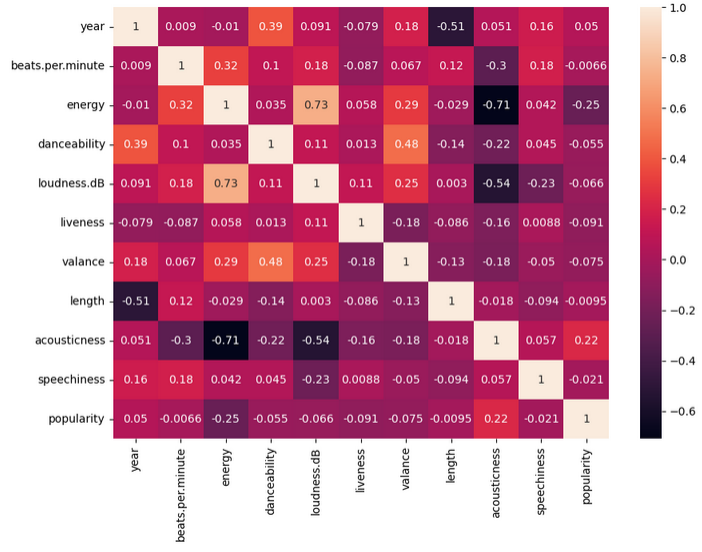 year 1 0.009 -0.01 0.39 0.091 -0.079 0.18 -0.51 0.051 0.16 0.05
beats.per.minute 0.009 1 0.32 0.1 0.18 -0.087 0.067 0.12 -0.3 0.18 -0.0066
energy -0.01 0.32 1 0.035 0.73 0.058 0.29 -0.029 -0.71 0.042 -0.25
danceability 0.39 0.1 0.035 1 0.11 0.013 0.48 -0.14 -0.22 0.045 -0.055
loudness.dB 0.091 0.18 0.73 0.11 1 0.11 0.25 0.003 -0.54 -0.23 -0.066
liveness -0.079 -0.087 0.058 0.013 0.11 1 -0.18 -0.086 -0.16 0.0088 -0.091
valance 0.18 0.067 0.29 0.48 0.25 -0.18 1 -0.13 -0.18 -0.05 -0.075
length -0.51 0.12 -0.029 -0.14 0.003 -0.086 -0.13 1 -0.018 -0.094 -0.0095
acousticness 0.051 -0.3 -0.71 -0.22 -0.54 -0.16 -0.18 -0.018 1 0.057 0.22
speechiness 0.16 0.18 0.042 0.045 -0.23 0.0088 -0.05 -0.094 0.057 1 -0.021
popularity 0.05 -0.0066 -0.25 -0.055 -0.066 -0.091 -0.075 -0.0095 0.22 -0.021 1
year
beats.per.minute
energy
danceability
loudness.dB
liveness
valance
length
acousticness
speechiness
popularity
1.0
0.8
0.6
0.4
0.2
0.0
−0.2
−0.4
−0.6